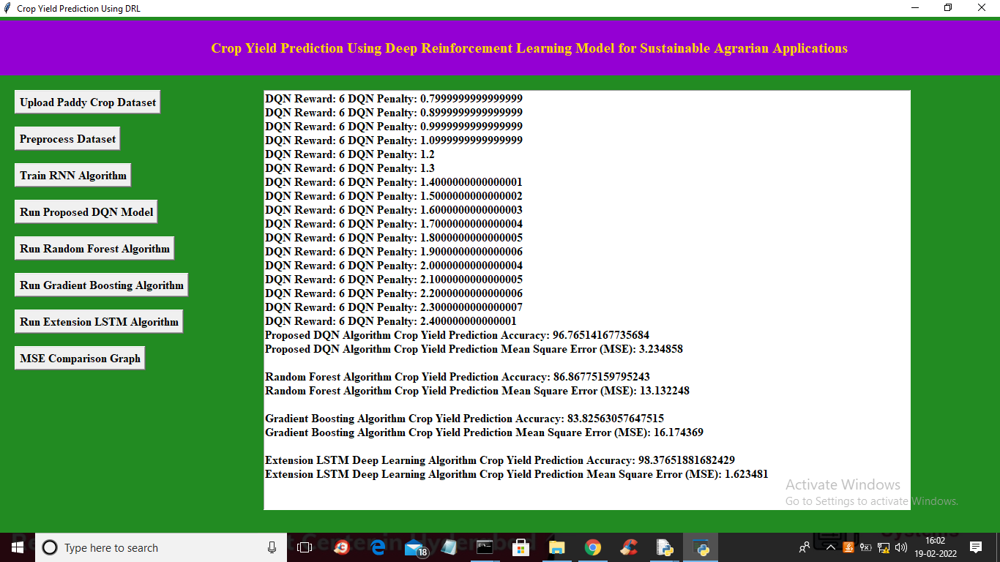 Crop Yield Prediction Using DRL
Crop Yield Prediction Using Deep Reinforcement Learning Model for Sustainable Agrarian Applications
Upload Paddy Crop Dataset
Preprocess Dataset
Train RNN Algorithm
Run Proposed DQN Model
Run Random Forest Algorithm
Run Gradient Boosting Algorithm
Run Extension LSTM Algorithm
MSE Comparison Graph
DQN Reward: 6 DQN Penalty: 0.7999999999999999
DQN Reward: 6 DQN Penalty: 0.8999999999999999
DQN Reward: 6 DQN Penalty: 0.9999999999999999
DQN Reward: 6 DQN Penalty: 1.0999999999999999
DQN Reward: 6 DQN Penalty: 1.2
DQN Reward: 6 DQN Penalty: 1.3
DQN Reward: 6 DQN Penalty: 1.4000000000000001
DQN Reward: 6 DQN Penalty: 1.5000000000000002
DQN Reward: 6 DQN Penalty: 1.6000000000000003
DQN Reward: 6 DQN Penalty: 1.7000000000000004
DQN Reward: 6 DQN Penalty: 1.8000000000000005
DQN Reward: 6 DQN Penalty: 1.9000000000000006
DQN Reward: 6 DQN Penalty: 2.0000000000000004
DQN Reward: 6 DQN Penalty: 2.1000000000000005
DQN Reward: 6 DQN Penalty: 2.2000000000000006
DQN Reward: 6 DQN Penalty: 2.3000000000000007
DQN Reward: 6 DQN Penalty: 2.400000000000001
Proposed DQN Algorithm Crop Yield Prediction Accuracy: 96.76514167735684
Proposed DQN Algorithm Crop Yield Prediction Mean Square Error (MSE): 3.234858
Random Forest Algorithm Crop Yield Prediction Accuracy: 86.86775159795243
Random Forest Algorithm Crop Yield Prediction Mean Square Error (MSE): 13.132248
Gradient Boosting Algorithm Crop Yield Prediction Accuracy: 83.82563057647515
Gradient Boosting Algorithm Crop Yield Prediction Mean Square Error (MSE): 16.174369
Extension LSTM Deep Learning Algorithm Crop Yield Prediction Accuracy: 98.37651881682429
Extension LSTM Deep Learning Algorithm Crop Yield Prediction Mean Square Error (MSE): 1.623481
Activate Windows
Go to Settings to activate Windows.
Type here to search
18
16:02
19-02-2022